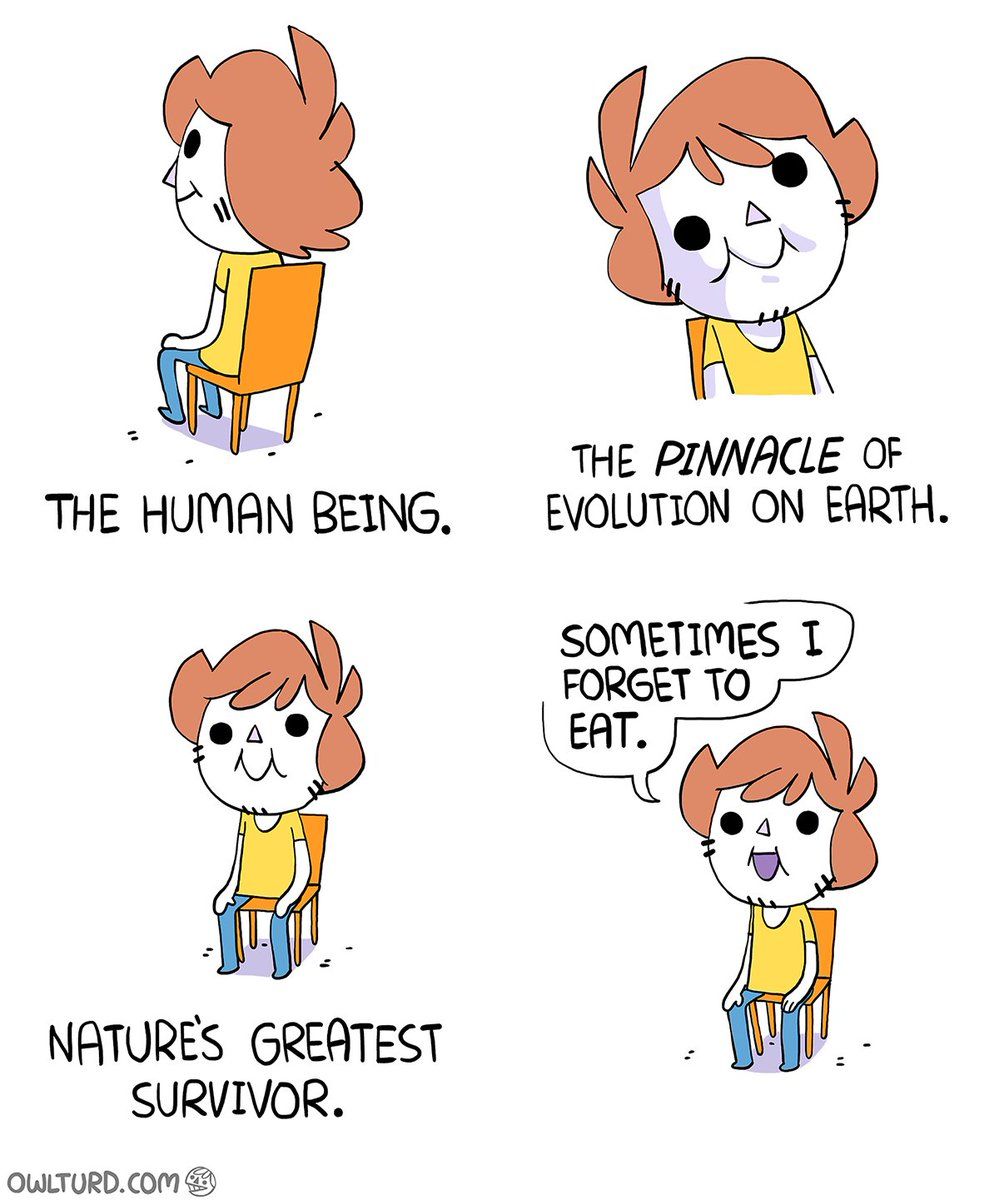 THE HUMAN BEING.
THE PINNACLE OF
EVOLUTION ON EARTH.
NATURE'S GREATEST
SURVIVOR.
SOMETIMES I
FORGET TO
EAT.
OWLTURD.COM